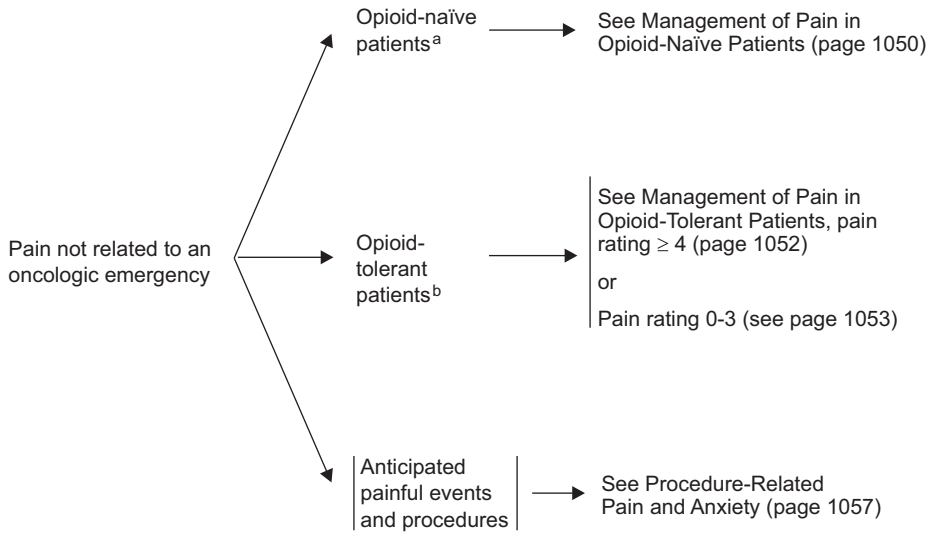 Pain not related to an
oncologic emergency
Opioid-naïve
patientsᵃ
See Management of Pain in
Opioid-Naïve Patients (page 1050)
Opioid-
tolerant
patientsᵇ
See Management of Pain in
Opioid-Tolerant Patients, pain
rating ≥ 4 (page 1052)
or
Pain rating 0-3 (see page 1053)
Anticipated
painful events
and procedures
See Procedure-Related
Pain and Anxiety (page 1057)